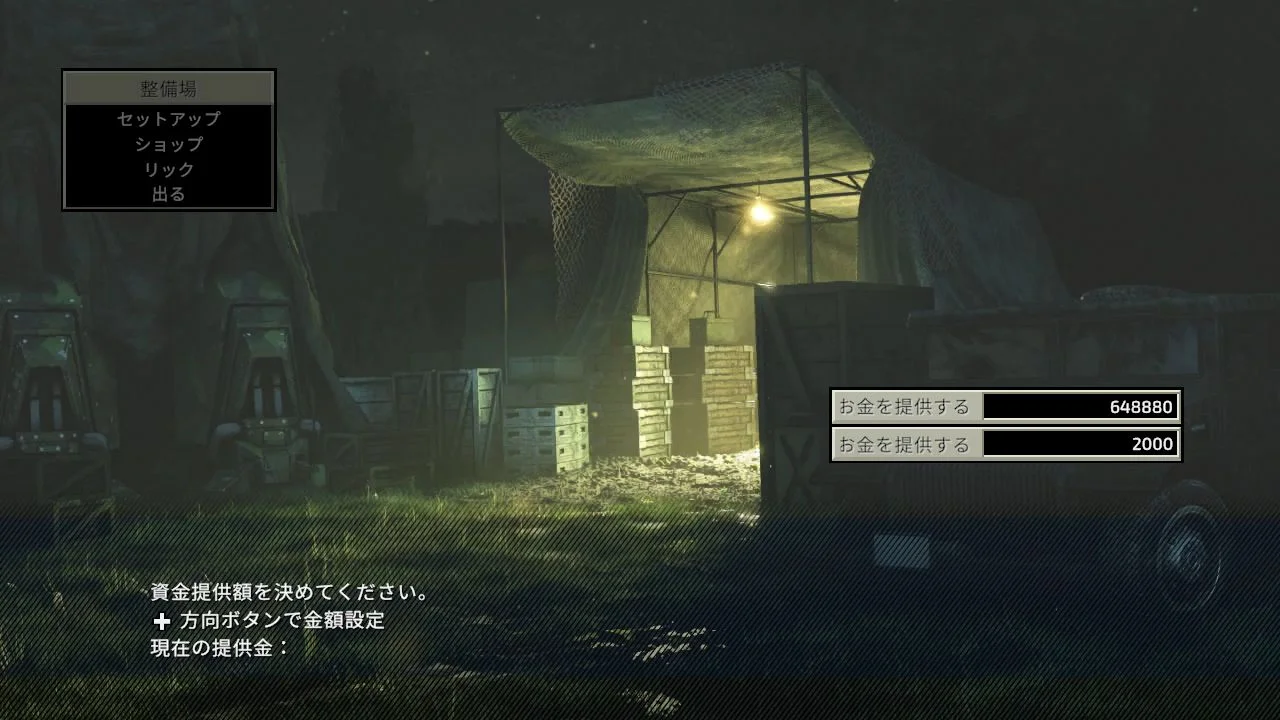 整備場
セットアップ
ショップ
リック
出る
お金を提供する 648880
お金を提供する 2000
資金提供額を決めてください。
方向ボタンで金額設定
現在の提供金：